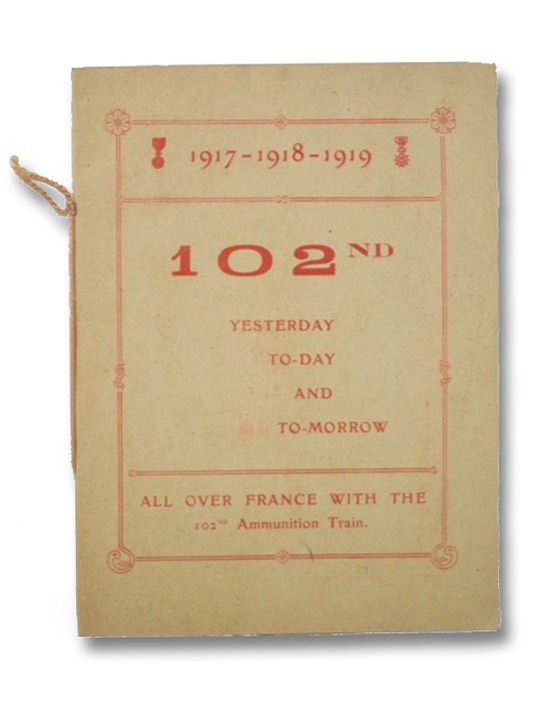 1917-1918-1919
102ND
YESTERDAY
TO-DAY
AND
TO-MORROW
ALL OVER FRANCE WITH THE
102ND Ammunition Train.